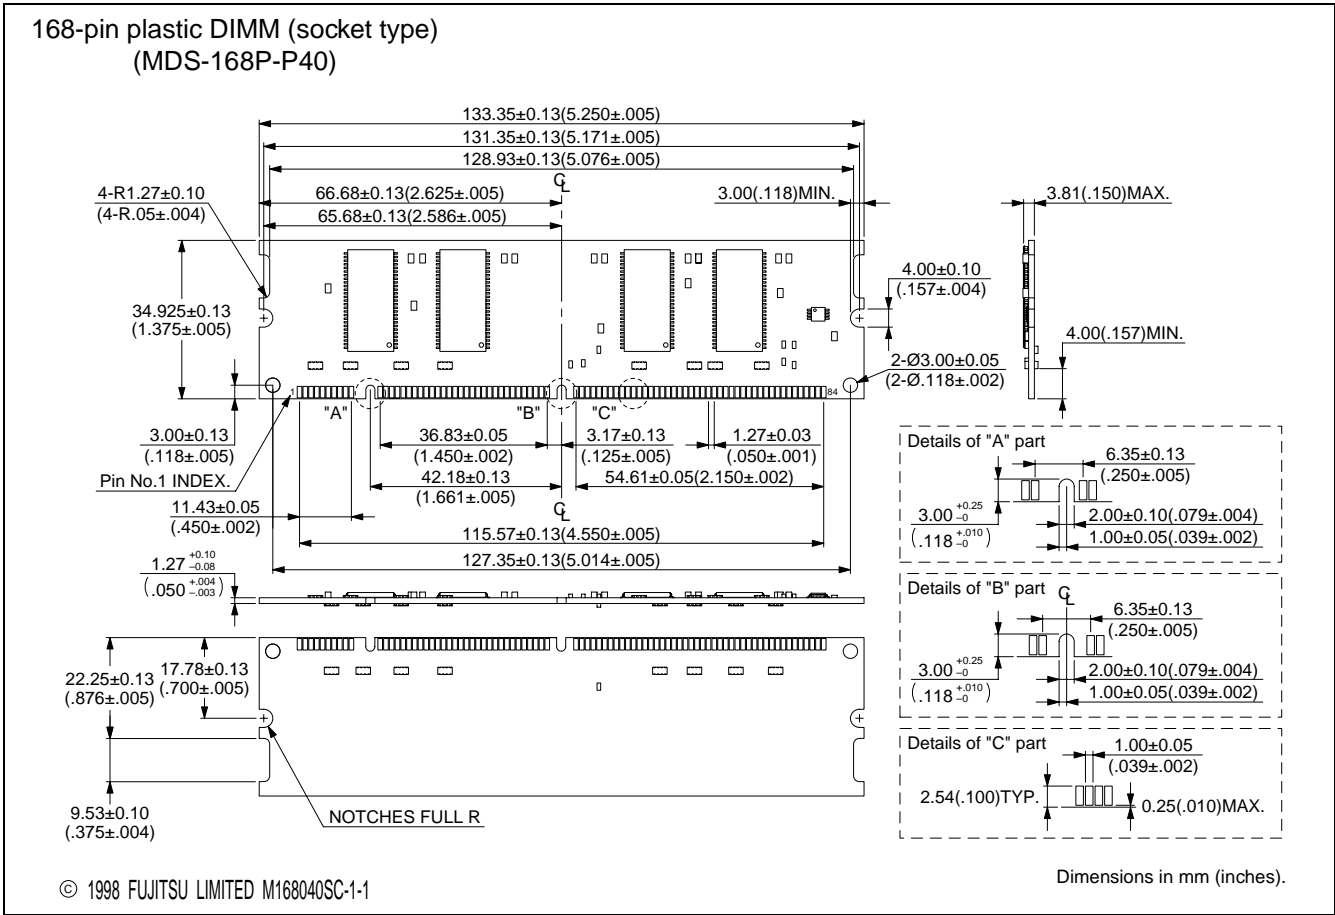 168-pin plastic DIMM (socket type)
(MDS-168P-P40)
133.35±0.13(5.250±.005)
131.35±0.13(5.171±.005)
128.93±0.13(5.076±.005)
4-R1.27±0.10
(4-R.05±.004)
66.68±0.13(2.625±.005)
℄
65.68±0.13(2.586±.005)
3.00(.118)MIN.
3.81(.150)MAX.
34.925±0.13
(1.375±.005)
4.00±0.10
(.157±.004)
4.00(.157)MIN.
2-Ø3.00±0.05
(2-Ø.118±.002)
1
84
"A"
"B"
"C"
3.00±0.13
(.118±.005)
36.83±0.05
(1.450±.002)
3.17±0.13
(.125±.005)
1.27±0.03
(.050±.001)
Pin No.1 INDEX.
42.18±0.13
(1.661±.005)
54.61±0.05(2.150±.002)
11.43±0.05
(.450±.002)
℄
115.57±0.13(4.550±.005)
127.35±0.13(5.014±.005)
1.27 +0.10 –0.08
(.050 +.004 –.003)
Details of "A" part
6.35±0.13
(.250±.005)
3.00 +0.25 –0
(.118 +.010 –0)
2.00±0.10(.079±.004)
1.00±0.05(.039±.002)
Details of "B" part
℄
6.35±0.13
(.250±.005)
3.00 +0.25 –0
(.118 +.010 –0)
2.00±0.10(.079±.004)
1.00±0.05(.039±.002)
22.25±0.13
(.876±.005)
17.78±0.13
(.700±.005)
Details of "C" part
1.00±0.05
(.039±.002)
2.54(.100)TYP.
0.25(.010)MAX.
9.53±0.10
(.375±.004)
NOTCHES FULL R
© 1998 FUJITSU LIMITED M168040SC-1-1
Dimensions in mm (inches).